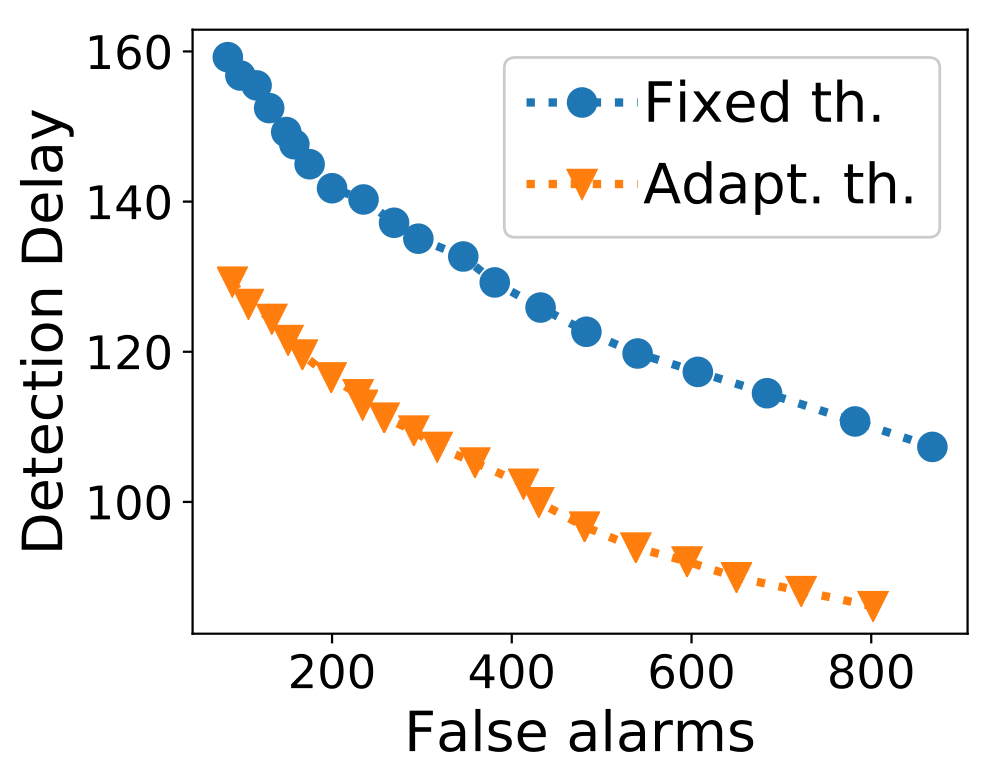 160
140
120
100
Detection Delay
Fixed th.
Adapt. th.
200 400 600 800
False alarms